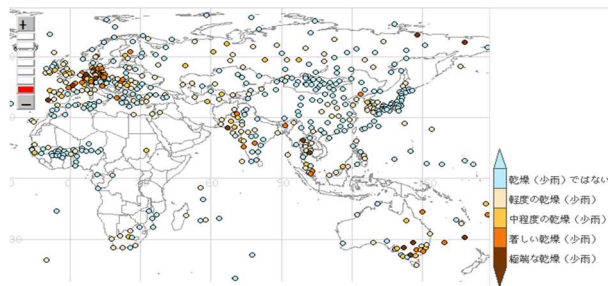 乾燥（少雨）ではない
軽度の乾燥（少雨）
中程度の乾燥（少雨）
著しい乾燥（少雨）
極端な乾燥（少雨）